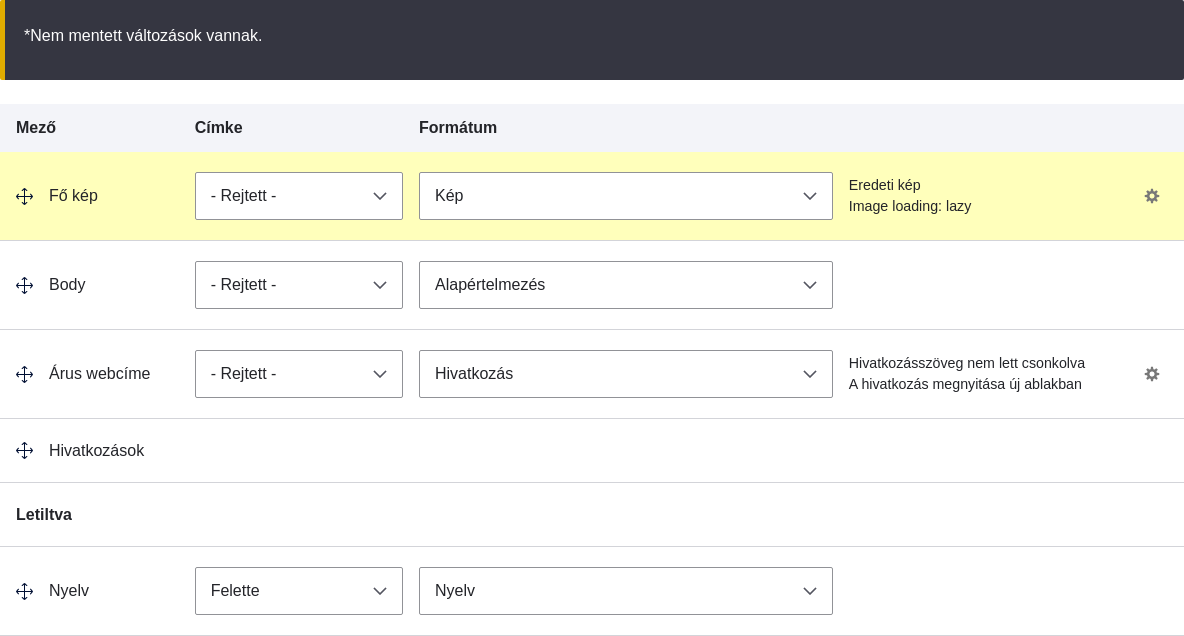 *Nem mentett változások vannak.
Mező Címke Formátum
Fő kép - Rejtett - Kép Eredeti kép
Image loading: lazy
Body - Rejtett - Alapértelmezés
Árus webcíme - Rejtett - Hivatkozás Hivatkozásszöveg nem lett csonkolva
A hivatkozás megnyitása új ablakban
Hivatkozások
Letiltva
Nyelv Felette Nyelv